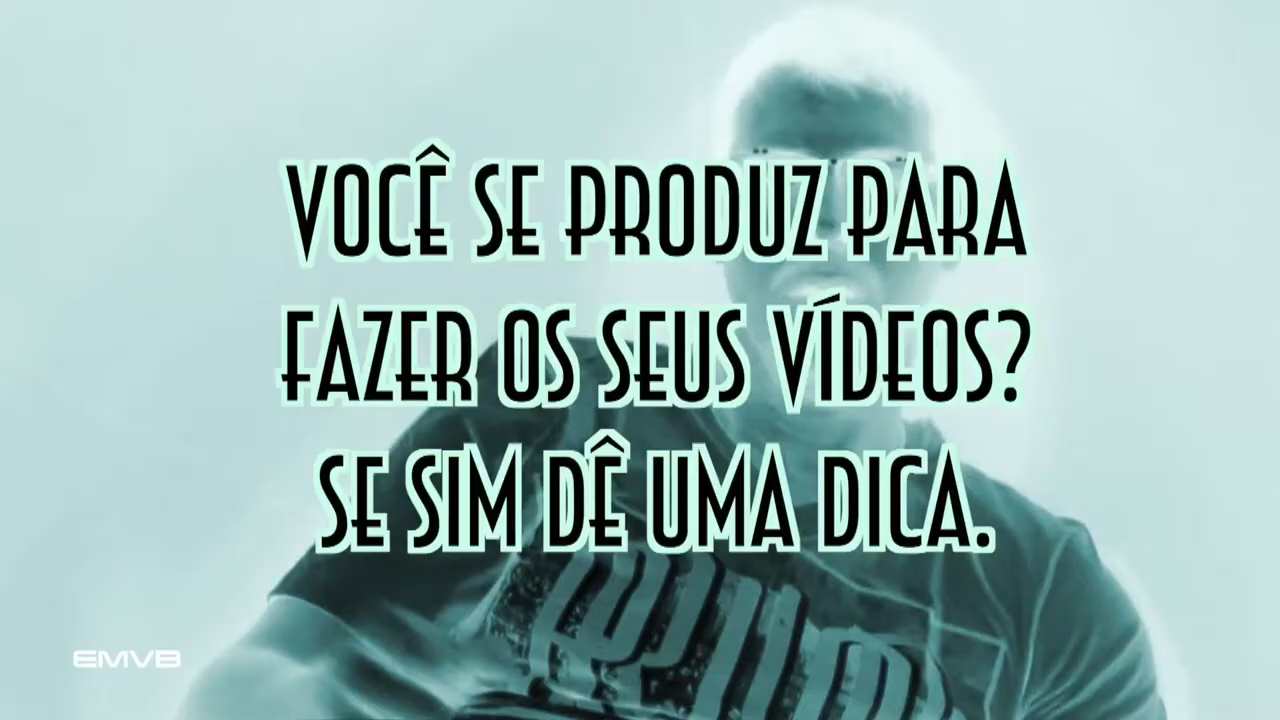 VOCÊ SE PRODUZ PARA
FAZER OS SEUS VÍDEOS?
SE SIM DÊ UMA DICA.
EMVB